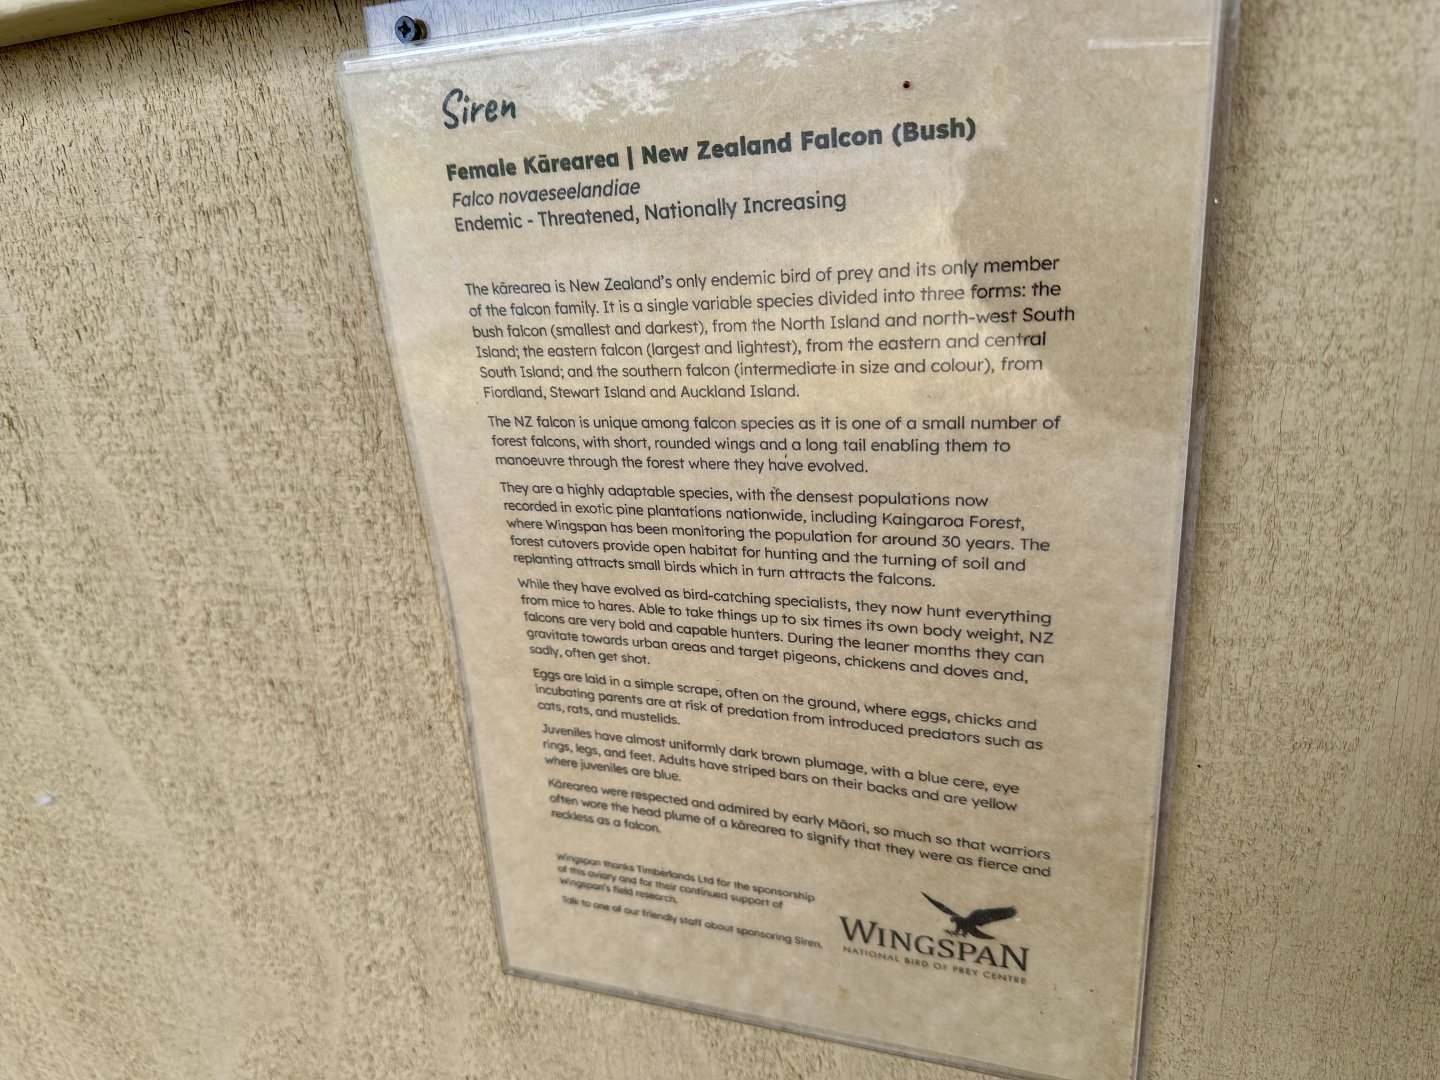 Siren
Female Kārearea | New Zealand Falcon (Bush)
Falco novaeseelandiae
Endemic - Threatened, Nationally Increasing
The kārearea is New Zealand's only endemic bird of prey and its only member
of the falcon family. It is a single variable species divided into three forms: the
bush falcon (smallest and darkest), from the North Island and north-west South
Island; the eastern falcon (largest and lightest), from the eastern and central
South Island; and the southern falcon (intermediate in size and colour), from
Fiordland, Stewart Island and Auckland Island.
The NZ falcon is unique among falcon species as it is one of a small number of
forest falcons, with short, rounded wings and a long tail enabling them to
manoeuvre through the forest where they have evolved.
They are a highly adaptable species, with the densest populations now
recorded in exotic pine plantations nationwide, including Kaingaroa Forest,
where Wingspan has been monitoring the population for around 30 years. The
forest cutovers provide open habitat for hunting and the turning of soil and
replanting attracts small birds which in turn attracts the falcons.
While they have evolved as bird-catching specialists, they now hunt everything
from mice to hares. Able to take things up to six times its own body weight, NZ
falcons are very bold and capable hunters. During the leaner months they can
gravitate towards urban areas and target pigeons, chickens and doves and,
sadly, often get shot.
Eggs are laid in a simple scrape, often on the ground, where eggs, chicks and
incubating parents are at risk of predation from introduced predators such as
cats, rats, and mustelids.
Juveniles have almost uniformly dark brown plumage, with a blue cere, eye
rings, legs, and feet. Adults have striped bars on their backs and are yellow
where juveniles are blue.
Kārearea were respected and admired by early Māori, so much so that warriors
often wore the head plume of a kārearea to signify that they were as fierce and
reckless as a falcon.
Wingspan thanks Timberlands Ltd for the sponsorship
of this aviary and for their continued support of
Wingspan's field research.
Talk to one of our friendly staff about sponsoring Siren.
WINGSPAN
NATIONAL BIRD OF PREY CENTRE